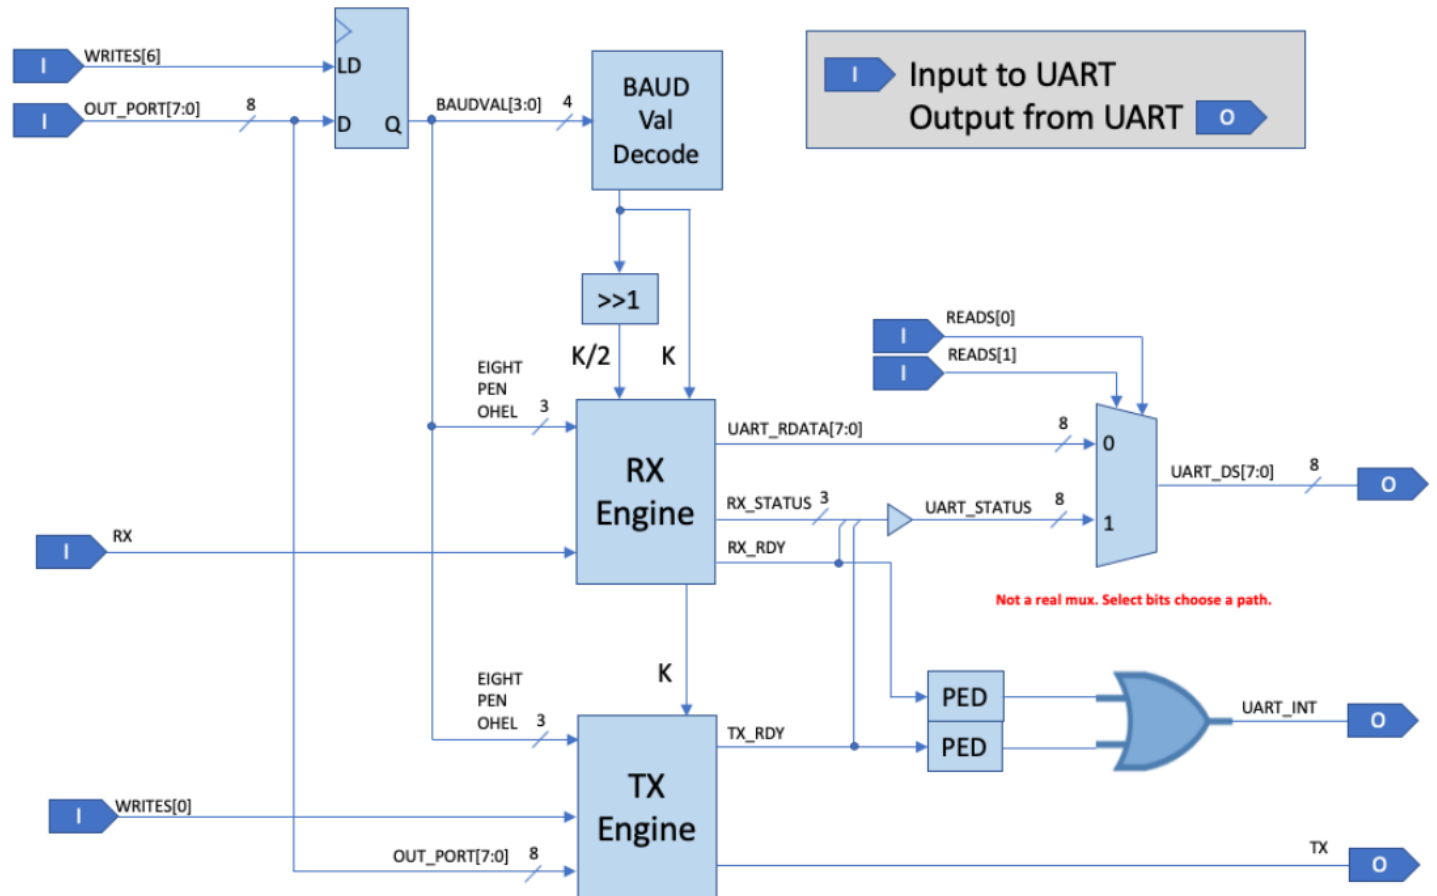 WRITES[6]
I
LD
OUT_PORT[7:0]
8
I
D
Q
BAUDVAL[3:0]
4
BAUD
Val
Decode
I
Input to UART
Output from UART
O
>>1
K/2
K
READS[0]
I
READS[1]
I
EIGHT
PEN
OHEL
3
RX
Engine
UART_RDATA[7:0]
8
0
RX_STATUS
3
UART_STATUS
8
1
UART_DS[7:0]
8
O
RX_RDY
RX
I
Not a real mux. Select bits choose a path.
K
EIGHT
PEN
OHEL
3
TX
Engine
TX_RDY
PED
PED
UART_INT
O
WRITES[0]
I
OUT_PORT[7:0]
8
TX
O